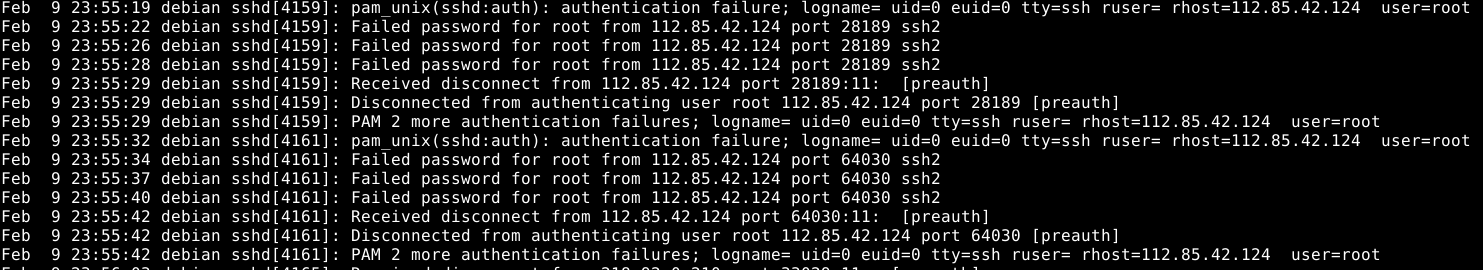 Feb  9 23:55:19 debian sshd[4159]: pam_unix(sshd:auth): authentication failure; logname= uid=0 euid=0 tty=ssh ruser= rhost=112.85.42.124  user=root
Feb  9 23:55:22 debian sshd[4159]: Failed password for root from 112.85.42.124 port 28189 ssh2
Feb  9 23:55:26 debian sshd[4159]: Failed password for root from 112.85.42.124 port 28189 ssh2
Feb  9 23:55:28 debian sshd[4159]: Failed password for root from 112.85.42.124 port 28189 ssh2
Feb  9 23:55:29 debian sshd[4159]: Received disconnect from 112.85.42.124 port 28189:11:  [preauth]
Feb  9 23:55:29 debian sshd[4159]: Disconnected from authenticating user root 112.85.42.124 port 28189 [preauth]
Feb  9 23:55:29 debian sshd[4159]: PAM 2 more authentication failures; logname= uid=0 euid=0 tty=ssh ruser= rhost=112.85.42.124  user=root
Feb  9 23:55:32 debian sshd[4161]: pam_unix(sshd:auth): authentication failure; logname= uid=0 euid=0 tty=ssh ruser= rhost=112.85.42.124  user=root
Feb  9 23:55:34 debian sshd[4161]: Failed password for root from 112.85.42.124 port 64030 ssh2
Feb  9 23:55:37 debian sshd[4161]: Failed password for root from 112.85.42.124 port 64030 ssh2
Feb  9 23:55:40 debian sshd[4161]: Failed password for root from 112.85.42.124 port 64030 ssh2
Feb  9 23:55:42 debian sshd[4161]: Received disconnect from 112.85.42.124 port 64030:11:  [preauth]
Feb  9 23:55:42 debian sshd[4161]: Disconnected from authenticating user root 112.85.42.124 port 64030 [preauth]
Feb  9 23:55:42 debian sshd[4161]: PAM 2 more authentication failures; logname= uid=0 euid=0 tty=ssh ruser= rhost=112.85.42.124  user=root